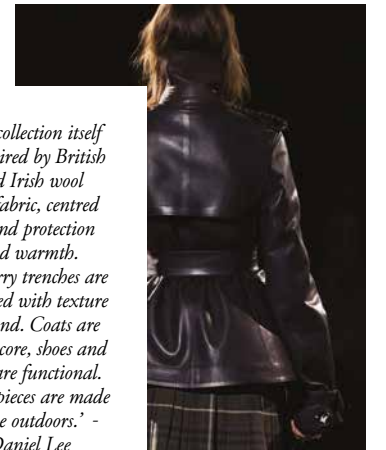 collection itself
ired by British
d Irish wool
fabric, centred
nd protection
d warmth.
rry trenches are
ed with texture
nd. Coats are
core, shoes and
are functional.
pieces are made
e outdoors.' -
Daniel Lee